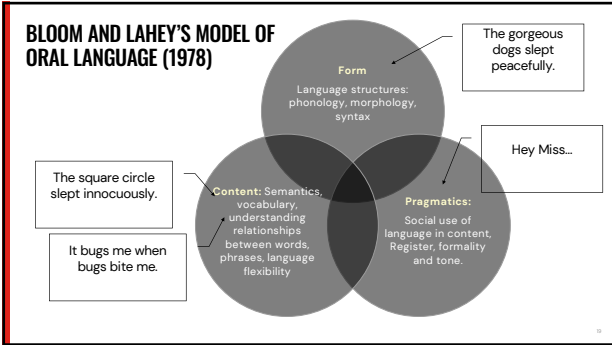 BLOOM AND LAHEY'S MODEL OF
ORAL LANGUAGE (1978)
The gorgeous
dogs slept
peacefully.
Form
Language structures:
phonology, morphology,
syntax
Hey Miss...
The square circle
slept innocuously.
It bugs me when
bugs bite me.
Content: Semantics,
vocabulary,
understanding
relationships
between words,
phrases, language
flexibility
Pragmatics:
Social use of
language in content,
Register, formality
and tone.